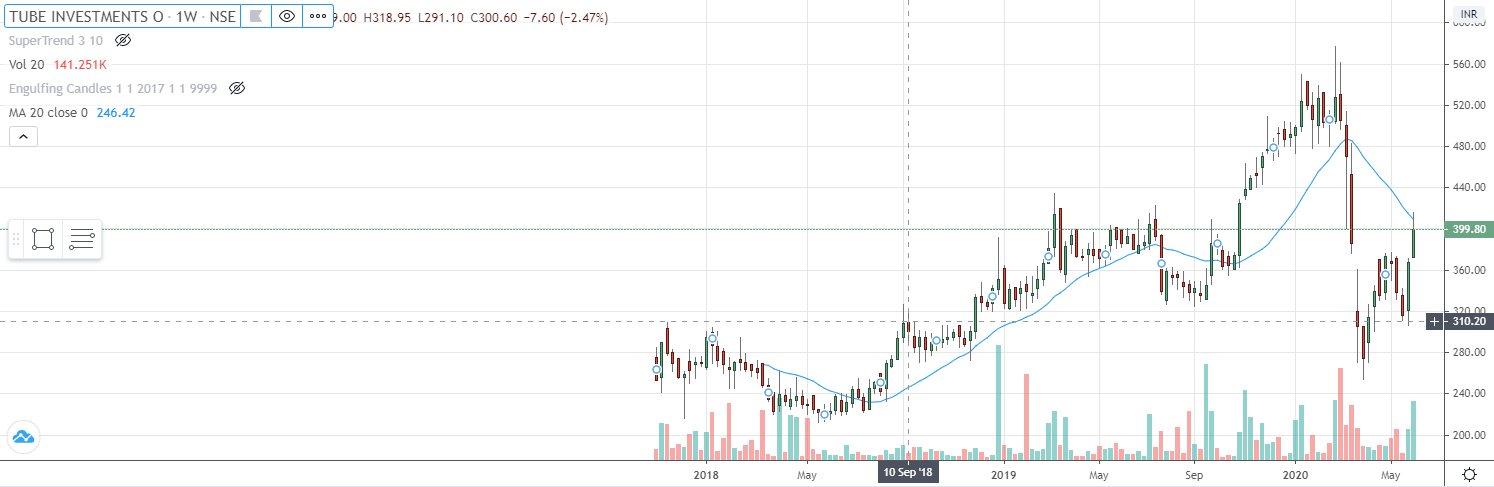 TUBE INVESTMENTS O · 1W · NSE 9.00 H318.95 L291.10 C300.60 −7.60 (−2.47%)
INR
SuperTrend 3 10
Vol 20 141.251K
Engulfing Candles 1 1 2017 1 1 9999
MA 20 close 0 246.42
600.00
560.00
520.00
480.00
440.00
399.80
360.00
320.00
310.20
280.00
240.00
200.00
2018 May 10 Sep '18 2019 May Sep 2020 May